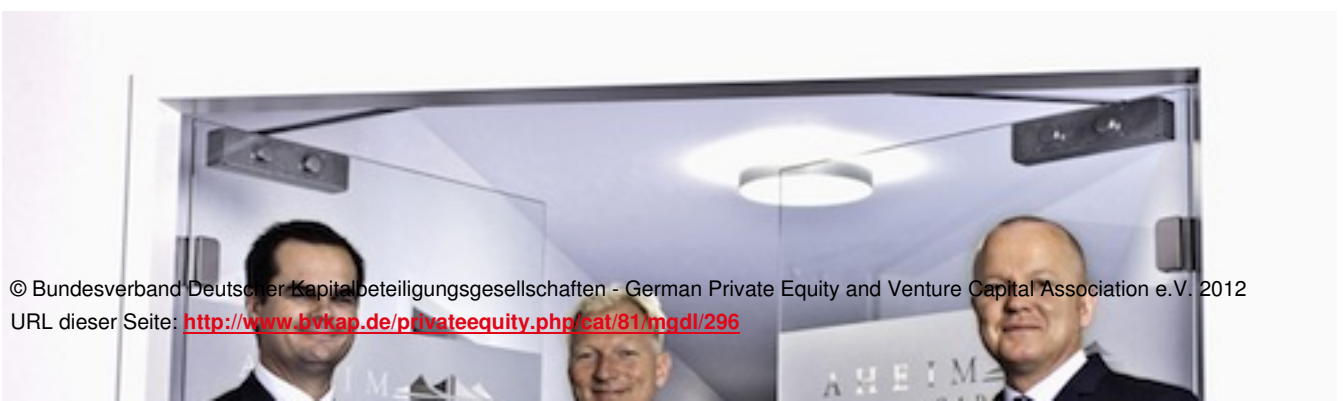 © Bundesverband Deutscher Kapitalbeteiligungsgesellschaften - German Private Equity and Venture Capital Association e.V. 2012
URL dieser Seite: http://www.bvkap.de/privateequity.php/cat/81/mgdl/296
AHEIM